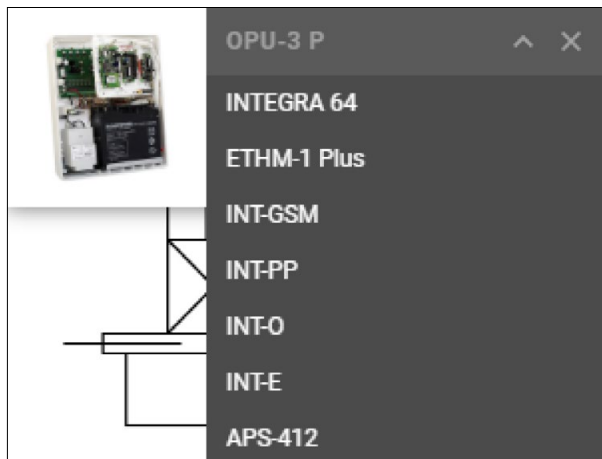 OPU-3 P
INTEGRA 64
ETHM-1 Plus
INT-GSM
INT-PP
INT-O
INT-E
APS-412